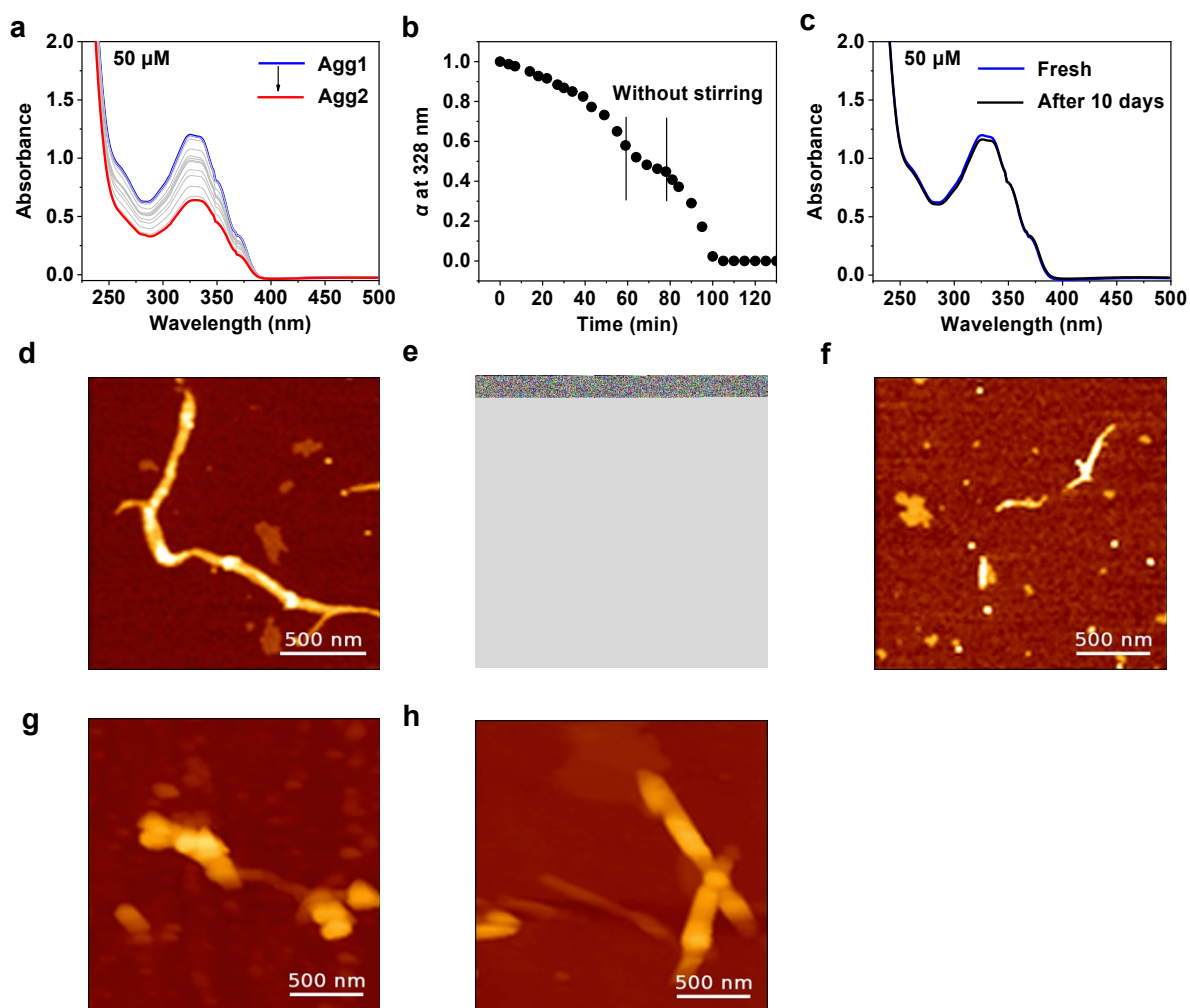 a
50 µM
Agg1
Agg2
2.0
1.5
1.0
0.5
0.0
Absorbance
250 300 350 400 450 500
Wavelength (nm)
b
Without stirring
1.0
0.8
0.6
0.4
0.2
0.0
α at 328 nm
0 20 40 60 80 100 120
Time (min)
c
50 µM
Fresh
After 10 days
2.0
1.5
1.0
0.5
0.0
Absorbance
250 300 350 400 450 500
Wavelength (nm)
d
500 nm
e
f
500 nm
g
500 nm
h
500 nm